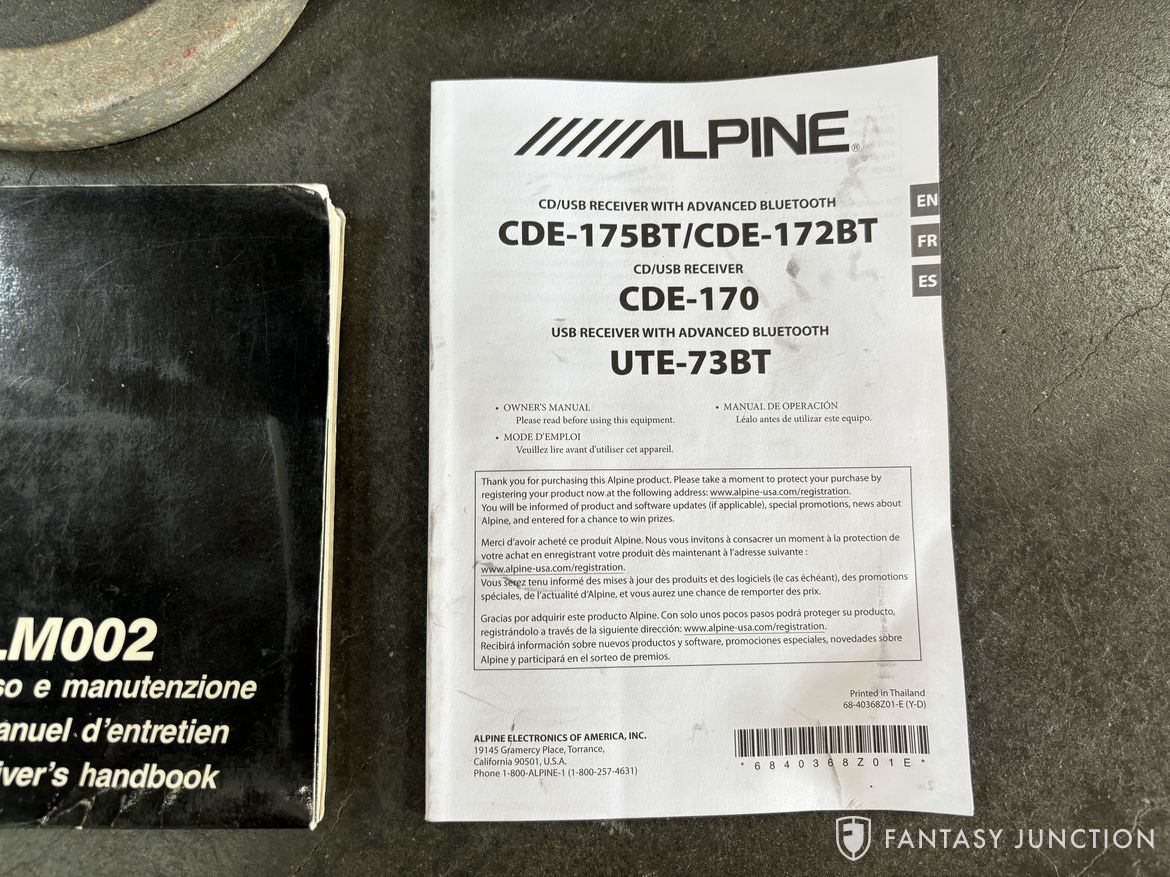 ALPINE®
CD/USB RECEIVER WITH ADVANCED BLUETOOTH
CDE-175BT/CDE-172BT
CD/USB RECEIVER
CDE-170
USB RECEIVER WITH ADVANCED BLUETOOTH
UTE-73BT
EN
FR
ES
• OWNER'S MANUAL
Please read before using this equipment.
• MODE D'EMPLOI
Veuillez lire avant d'utiliser cet appareil.
• MANUAL DE OPERACIÓN
Léalo antes de utilizar este equipo.
Thank you for purchasing this Alpine product. Please take a moment to protect your purchase by
registering your product now at the following address: www.alpine-usa.com/registration.
You will be informed of product and software updates (if applicable), special promotions, news about
Alpine, and entered for a chance to win prizes.
Merci d'avoir acheté ce produit Alpine. Nous vous invitons à consacrer un moment à la protection de
votre achat en enregistrant votre produit dès maintenant à l'adresse suivante :
www.alpine-usa.com/registration.
Vous serez tenu informé des mises à jour des produits et des logiciels (le cas échéant), des promotions
spéciales, de l'actualité d'Alpine, et vous aurez une chance de remporter des prix.
Gracias por adquirir este producto Alpine. Con solo unos pocos pasos podrá proteger su producto,
registrándolo a través de la siguiente dirección: www.alpine-usa.com/registration.
Recibirá información sobre nuevos productos y software, promociones especiales, novedades sobre
Alpine y participará en el sorteo de premios.
Printed in Thailand
68-40368Z01-E (Y-D)
ALPINE ELECTRONICS OF AMERICA, INC.
19145 Gramercy Place, Torrance,
California 90501, U.S.A.
Phone 1-800-ALPINE-1 (1-800-257-4631)
*6840368Z01E*
LM002
so e manutenzione
anuel d'entretien
iver's handbook
FANTASY JUNCTION